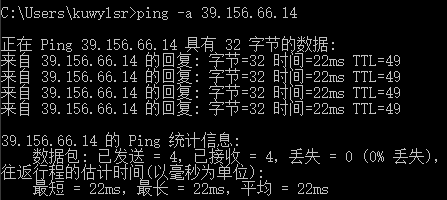 C:\Users\kuwylsr>ping -a 39.156.66.14
正在 Ping 39.156.66.14 具有 32 字节的数据:
来自 39.156.66.14 的回复: 字节=32 时间=22ms TTL=49
来自 39.156.66.14 的回复: 字节=32 时间=22ms TTL=49
来自 39.156.66.14 的回复: 字节=32 时间=22ms TTL=49
来自 39.156.66.14 的回复: 字节=32 时间=22ms TTL=49
39.156.66.14 的 Ping 统计信息:
数据包: 已发送 = 4，已接收 = 4，丢失 = 0 (0% 丢失)，
往返行程的估计时间(以毫秒为单位):
最短 = 22ms，最长 = 22ms，平均 = 22ms